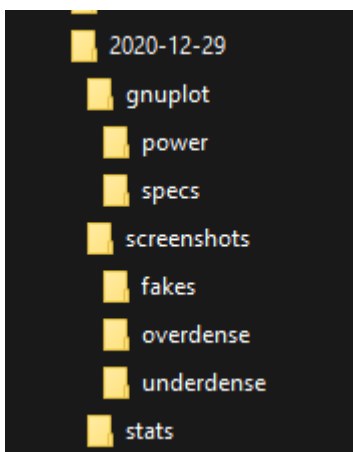 2020-12-29
gnuplot
power
specs
screenshots
fakes
overdense
underdense
stats